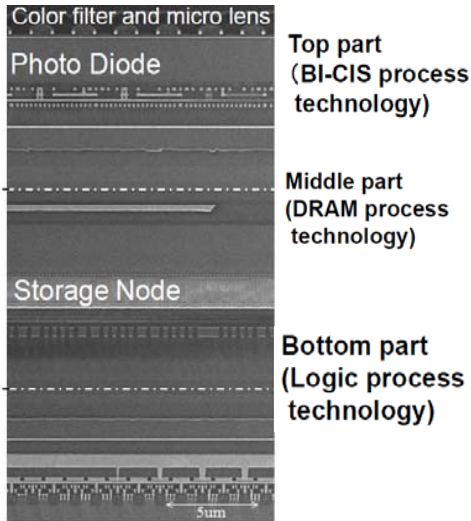 Color filter and micro lens
Photo Diode
Top part
(BI-CIS process
technology)
Middle part
(DRAM process
technology)
Storage Node
Bottom part
(Logic process
technology)
5um